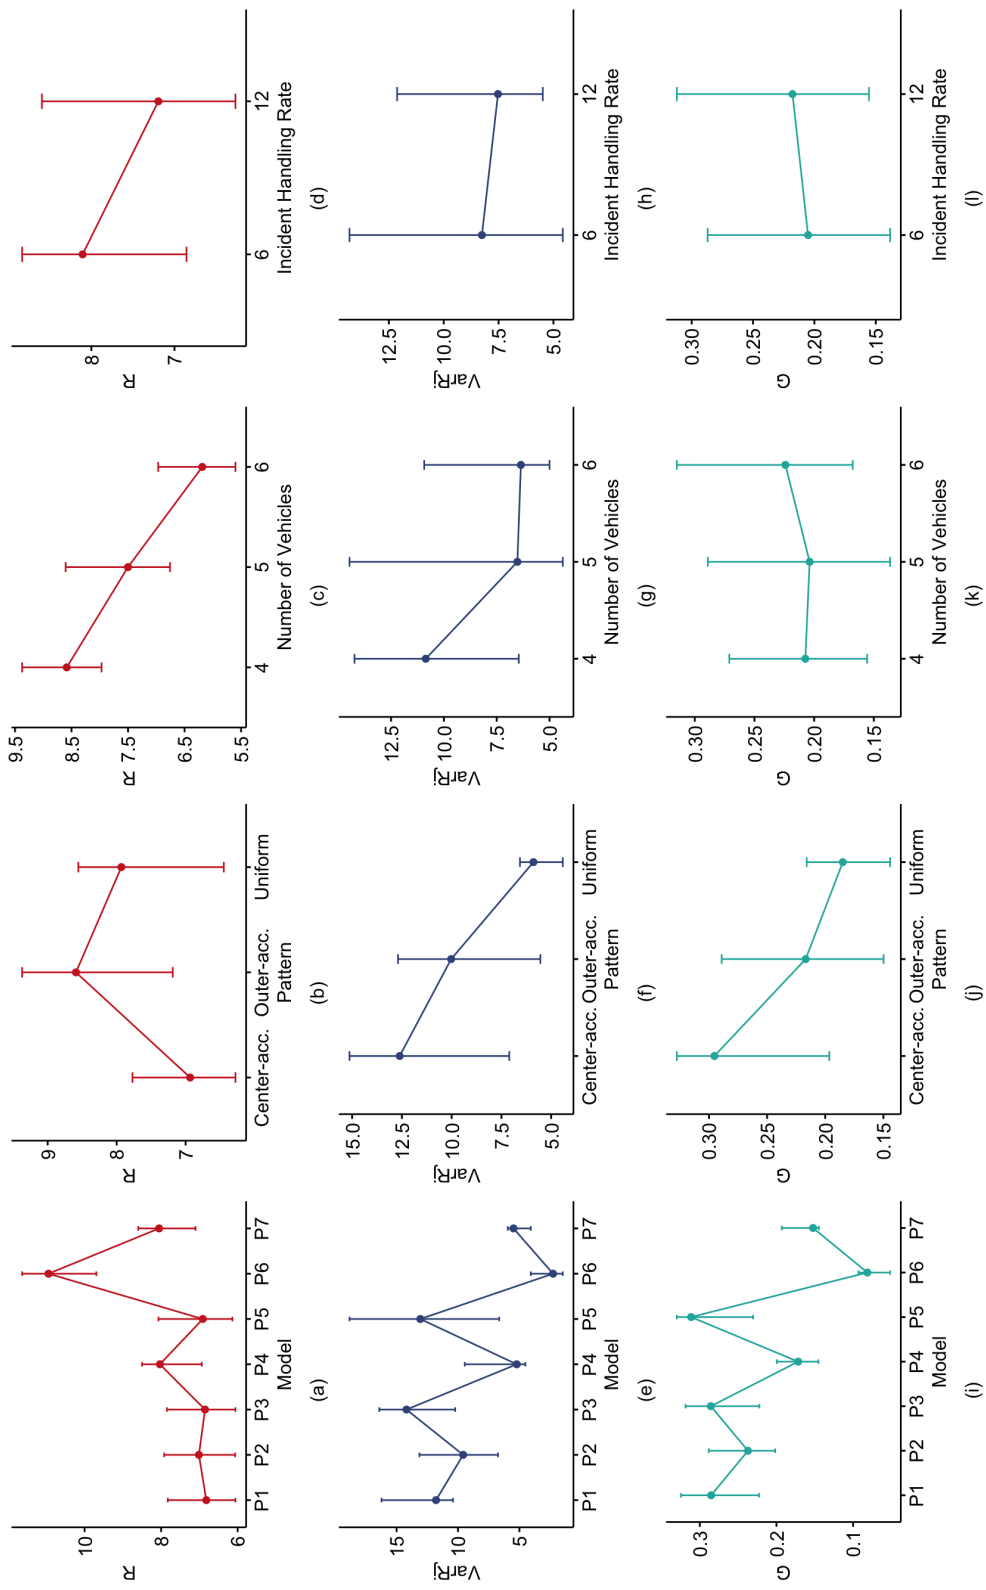 R
10
8
6
P1 P2 P3 P4 P5 P6 P7
Model
(a)
R
9
8
7
Center-acc. Outer-acc. Uniform
Pattern
(b)
R
9.5
8.5
7.5
6.5
5.5
4 5 6
Number of Vehicles
(c)
R
8
7
6 12
Incident Handling Rate
(d)
VarRj
15
10
5
P1 P2 P3 P4 P5 P6 P7
Model
(e)
VarRj
15.0
12.5
10.0
7.5
5.0
Center-acc. Outer-acc. Uniform
Pattern
(f)
VarRj
12.5
10.0
7.5
5.0
4 5 6
Number of Vehicles
(g)
VarRj
12.5
10.0
7.5
5.0
6 12
Incident Handling Rate
(h)
G
0.3
0.2
0.1
P1 P2 P3 P4 P5 P6 P7
Model
(i)
G
0.30
0.25
0.20
0.15
Center-acc. Outer-acc. Uniform
Pattern
(j)
G
0.30
0.25
0.20
0.15
4 5 6
Number of Vehicles
(k)
G
0.30
0.25
0.20
0.15
6 12
Incident Handling Rate
(l)